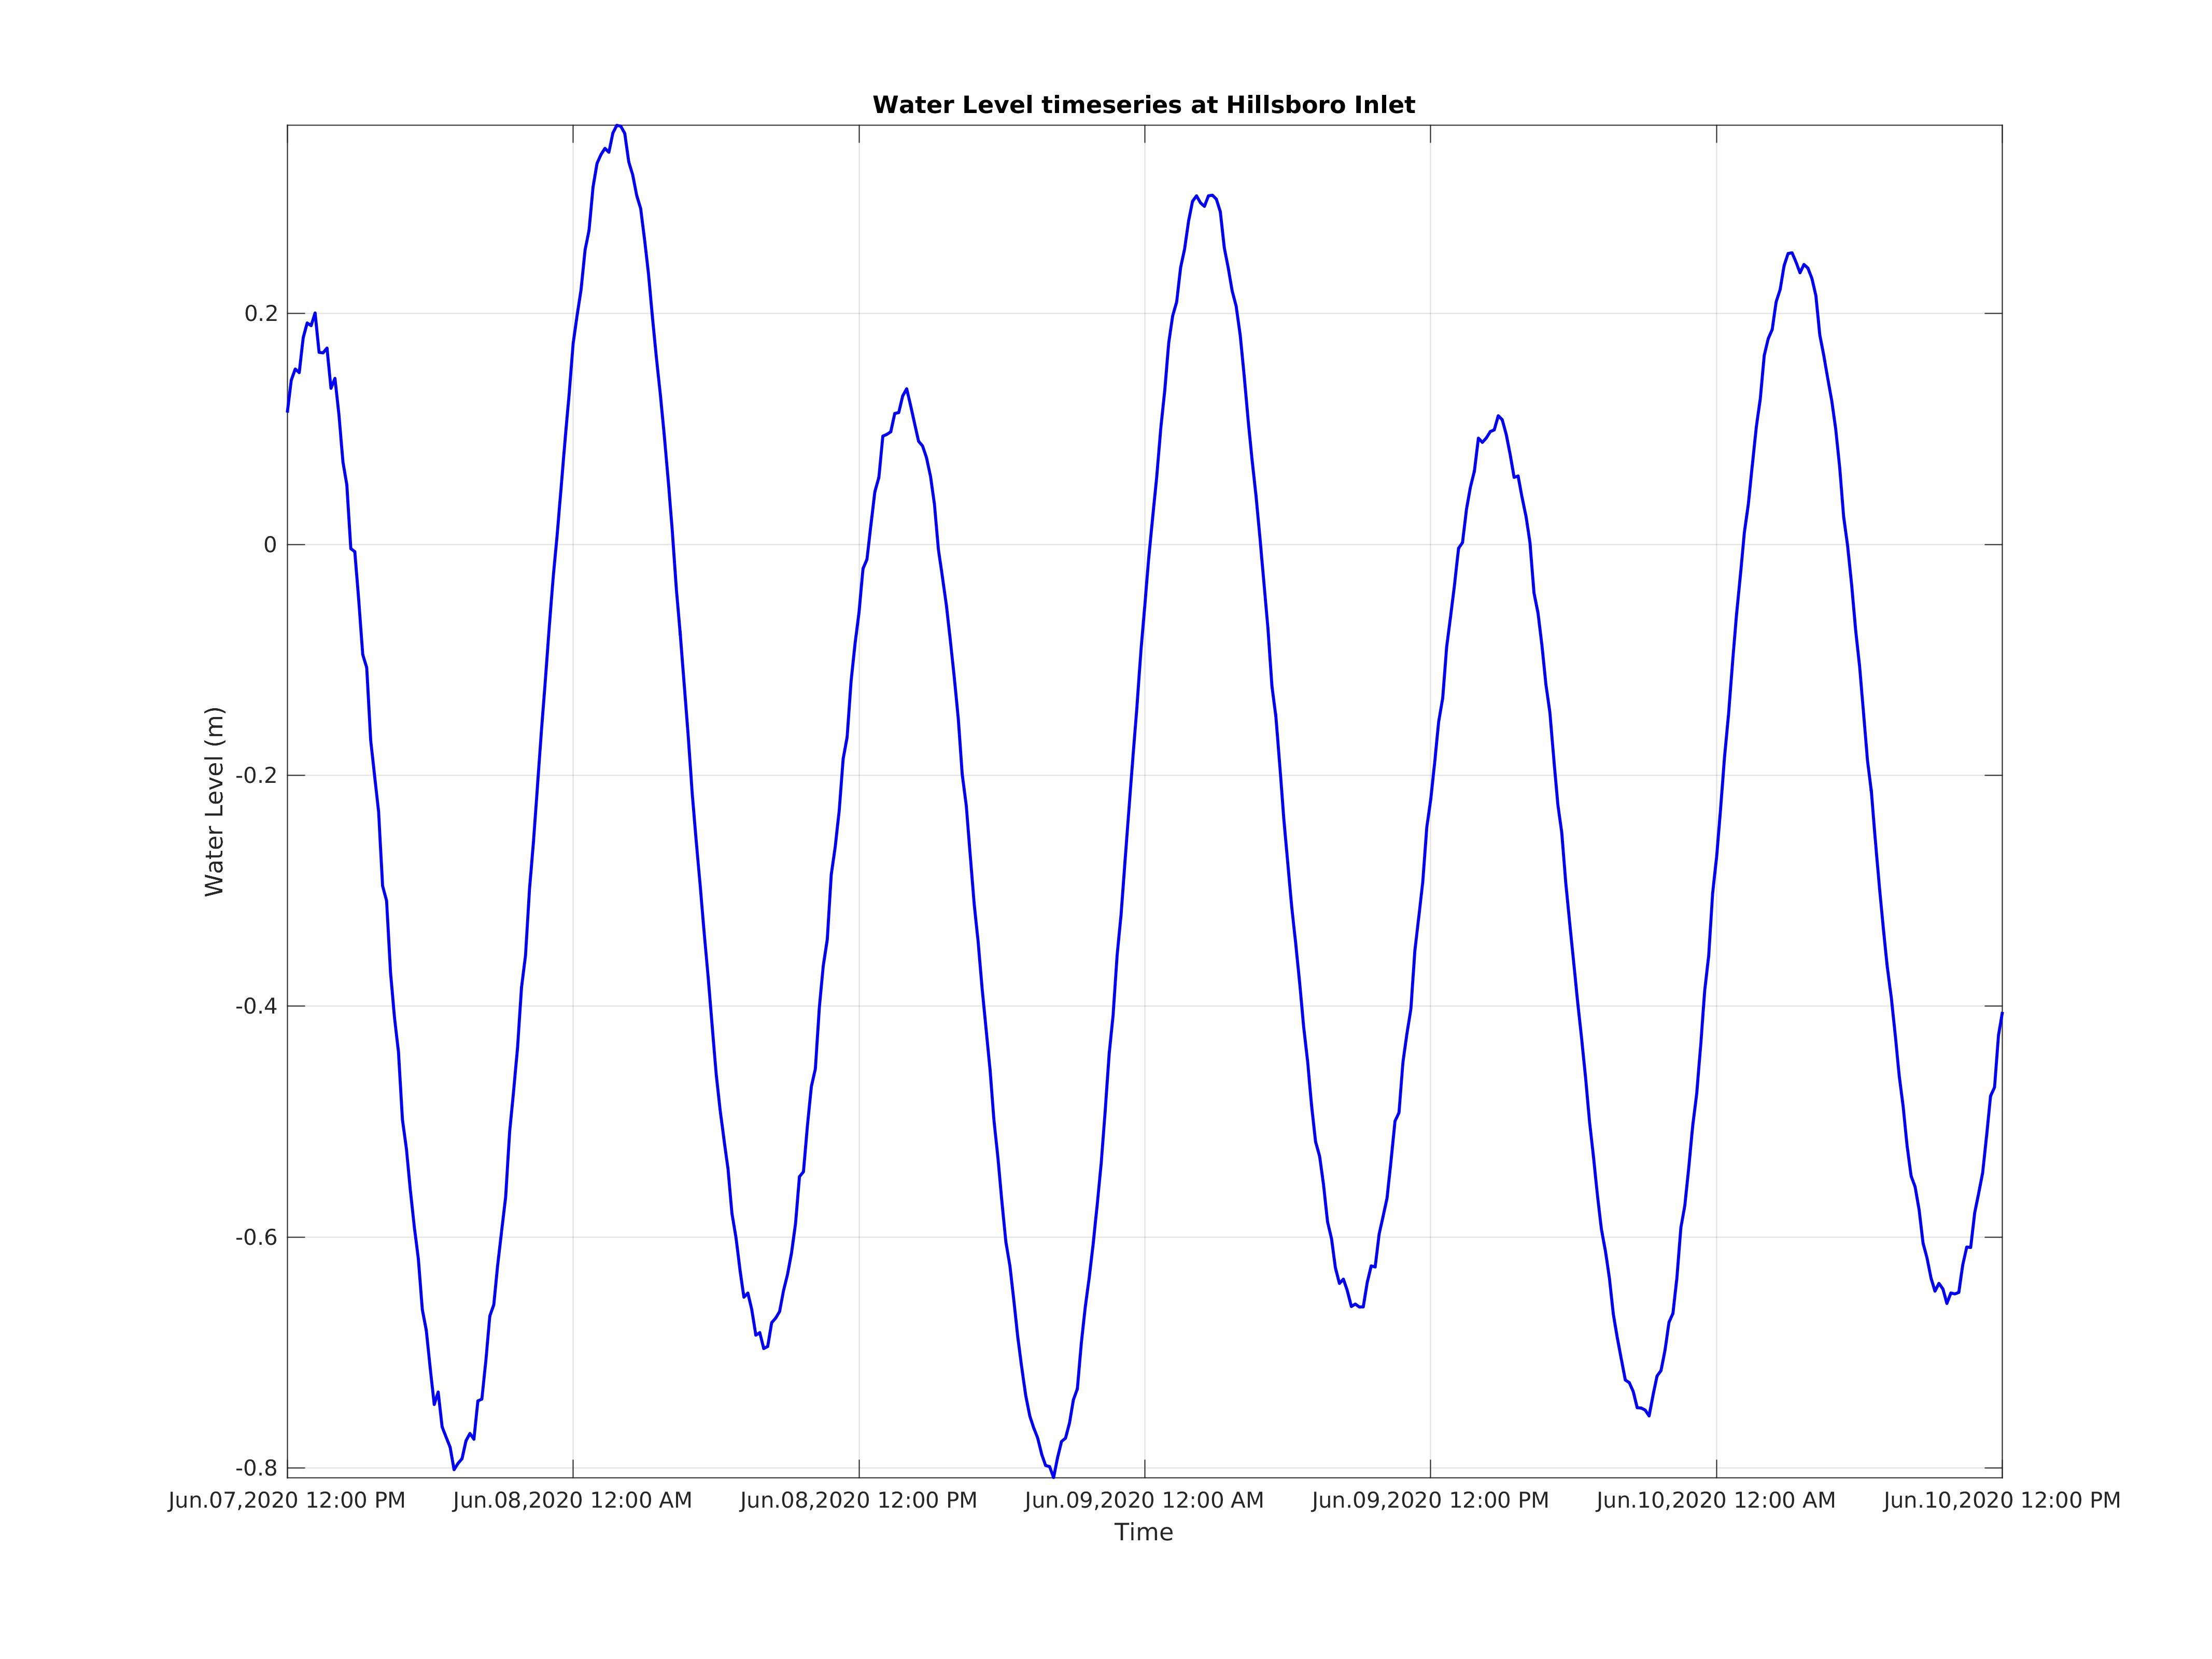 Water Level timeseries at Hillsboro Inlet
0.2
0
-0.2
-0.4
-0.6
-0.8
Water Level (m)
Jun.07,2020 12:00 PM
Jun.08,2020 12:00 AM
Jun.08,2020 12:00 PM
Jun.09,2020 12:00 AM
Jun.09,2020 12:00 PM
Jun.10,2020 12:00 AM
Jun.10,2020 12:00 PM
Time